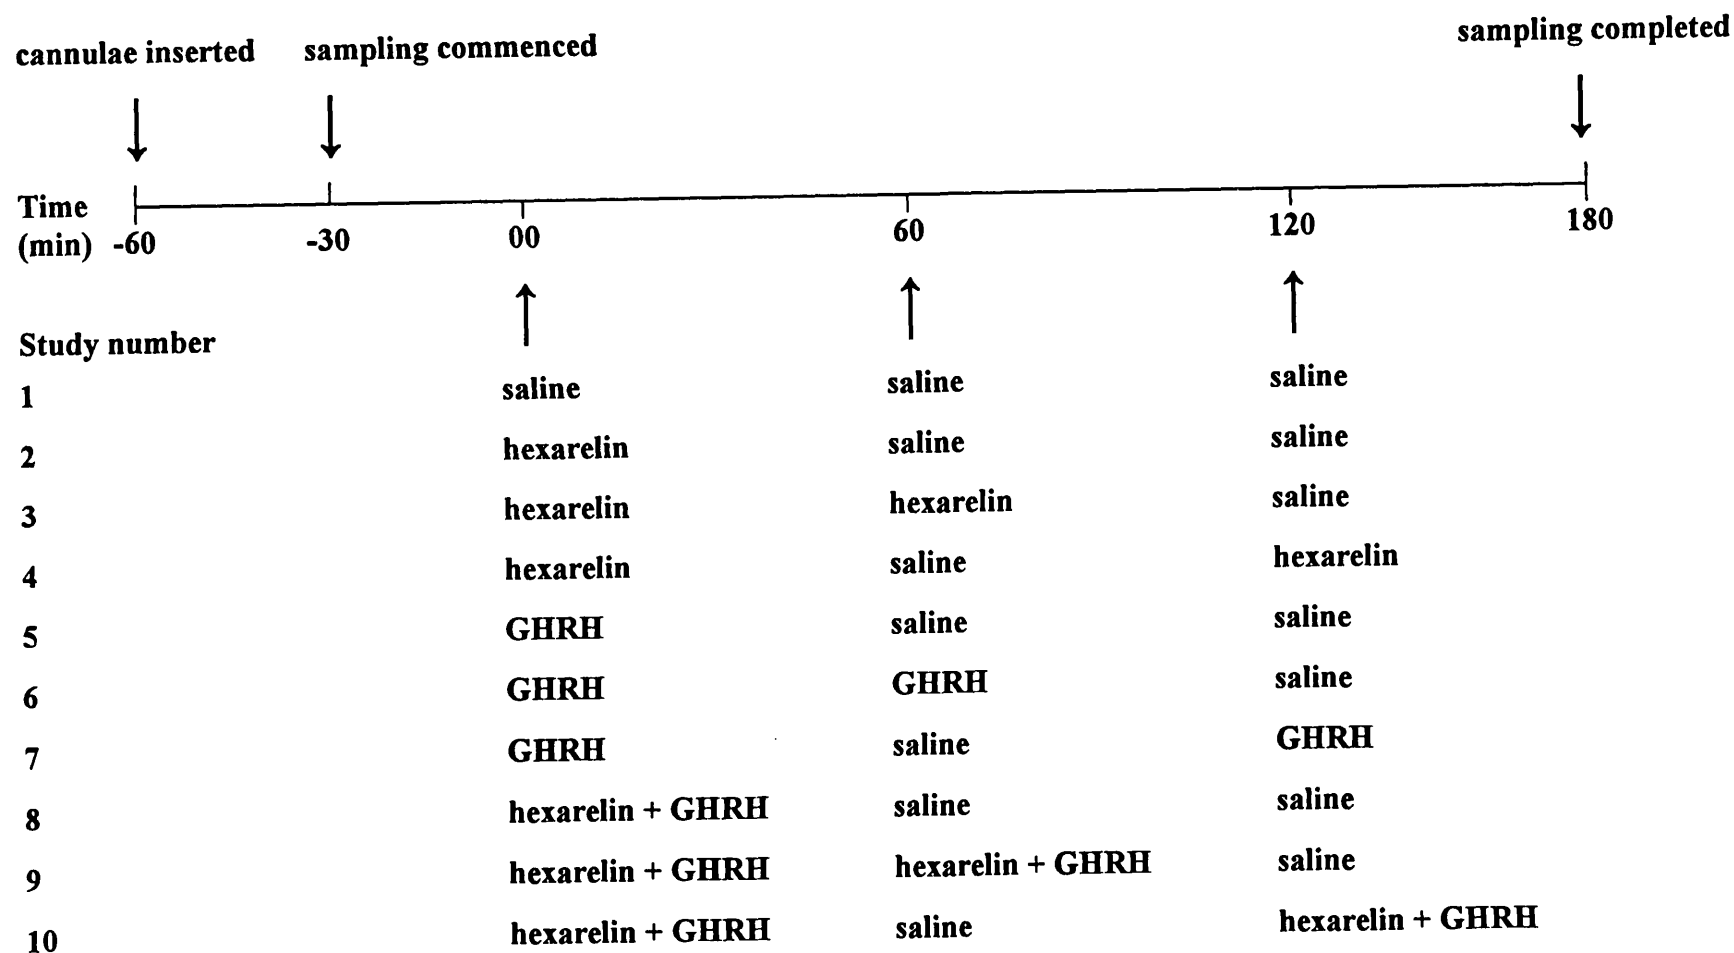 cannulae inserted sampling commenced sampling completed
Time
(min) -60 -30 00 60 120 180
Study number
1 saline saline saline
2 hexarelin saline saline
3 hexarelin hexarelin saline
4 hexarelin saline hexarelin
5 GHRH saline saline
6 GHRH GHRH saline
7 GHRH saline GHRH
8 hexarelin + GHRH saline saline
9 hexarelin + GHRH hexarelin + GHRH saline
10 hexarelin + GHRH saline hexarelin + GHRH